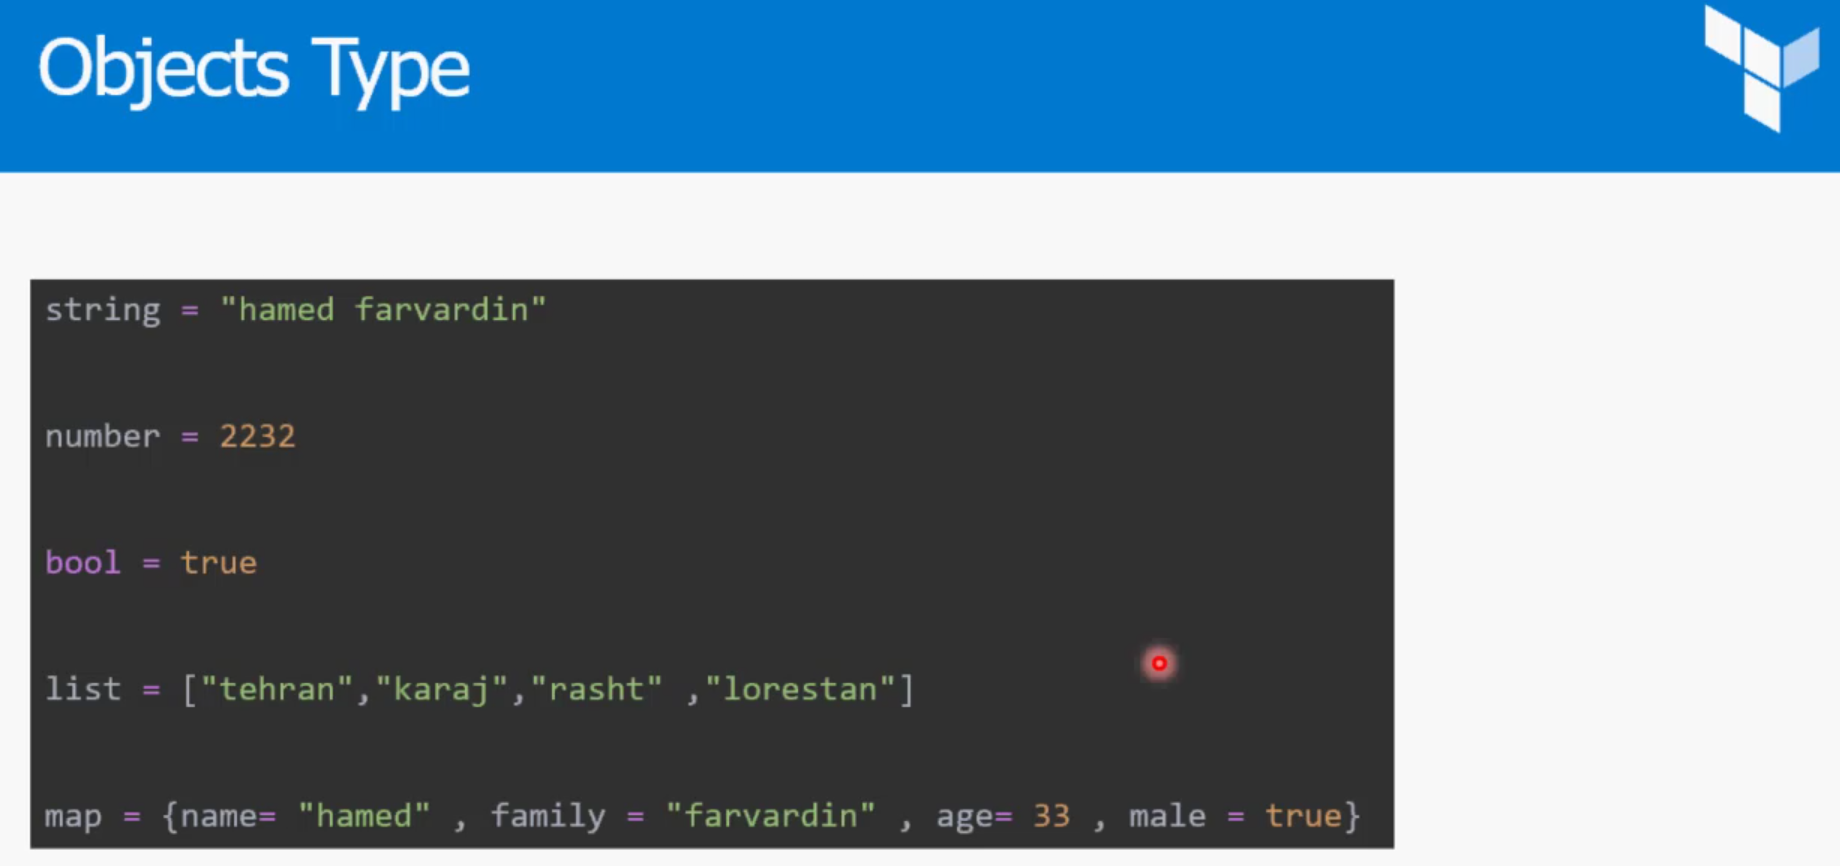 Objects Type
string = "hamed farvardin"
number = 2232
bool = true
list = ["tehran","karaj","rasht" ,"lorestan"]
map = {name= "hamed" , family = "farvardin" , age= 33 , male = true}